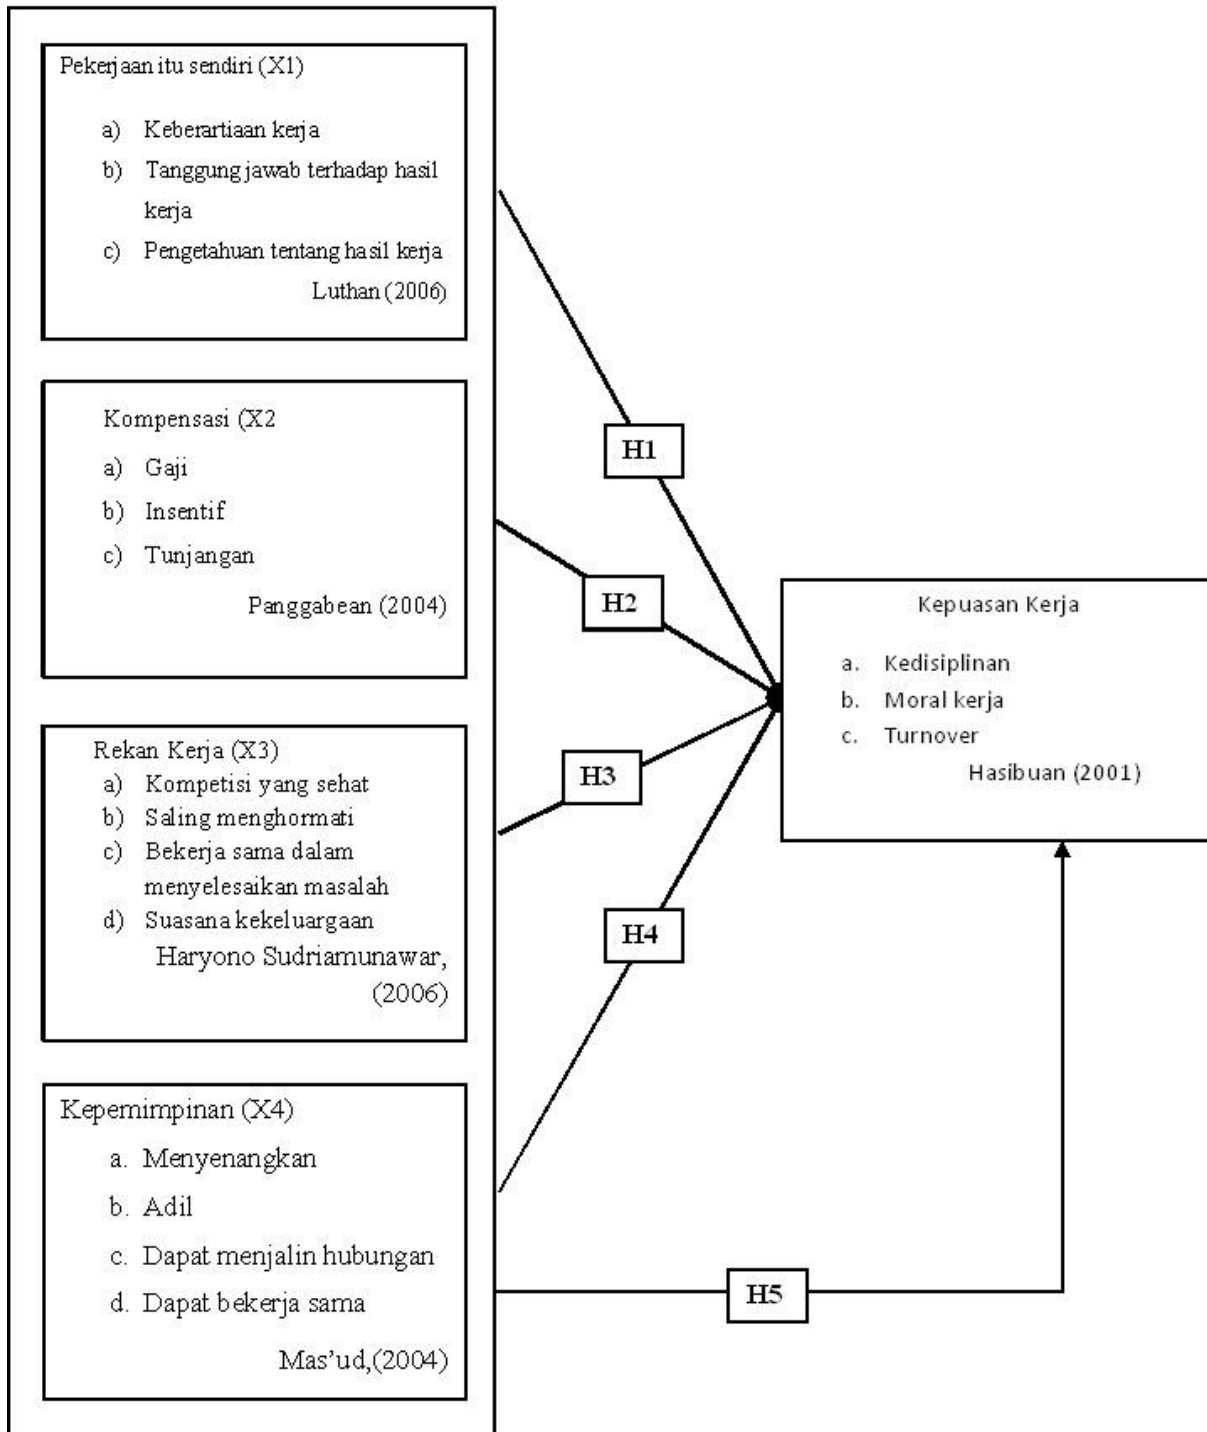 Pekerjaan itu sendiri (X1)
a) Keberartiaan kerja
b) Tanggung jawab terhadap hasil
kerja
c) Pengetahuan tentang hasil kerja
Luthan (2006)
Kompensasi (X2
a) Gaji
b) Insentif
c) Tunjangan
Panggabean (2004)
Rekan Kerja (X3)
a) Kompetisi yang sehat
b) Saling menghormati
c) Bekerja sama dalam
menyelesaikan masalah
d) Suasana kekeluargaan
Haryono Sudriamunawar,
(2006)
Kepemimpinan (X4)
a. Menyenangkan
b. Adil
c. Dapat menjalin hubungan
d. Dapat bekerja sama
Mas'ud,(2004)
H1
H2
H3
H4
H5
Kepuasan Kerja
a. Kedisiplinan
b. Moral kerja
c. Turnover
Hasibuan (2001)